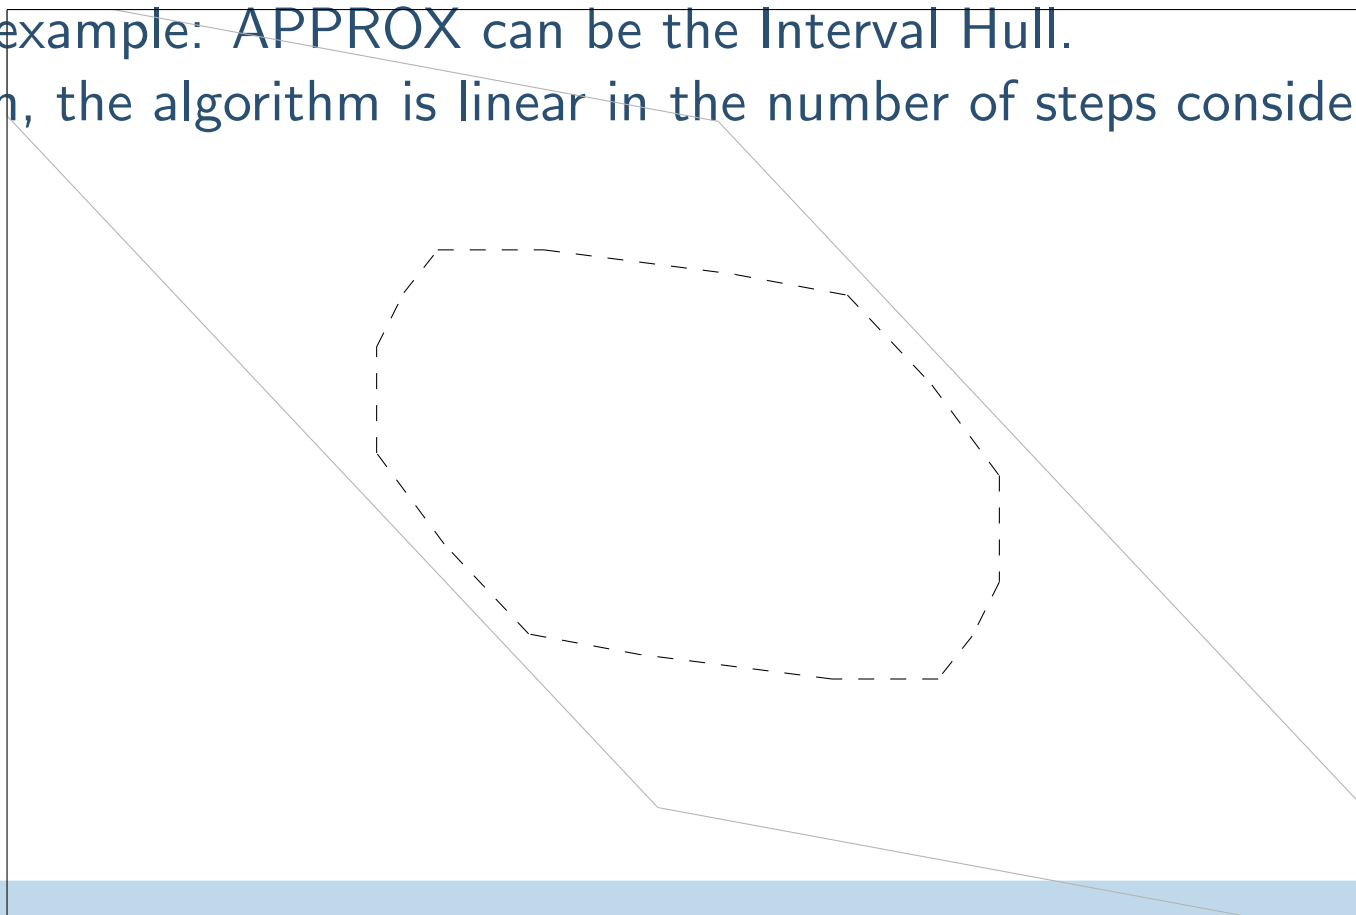 example: APPROX can be the Interval Hull.
, the algorithm is linear in the number of steps conside